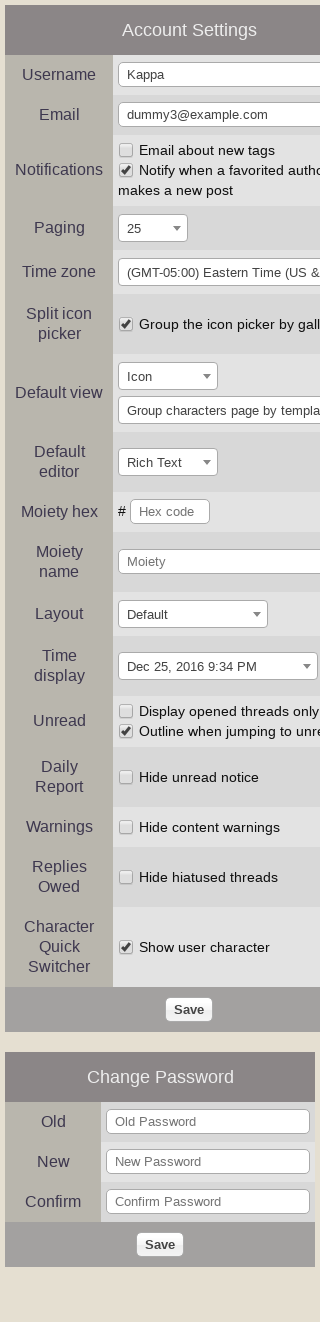 Account Settings
Username
Kappa
Email
dummy3@example.com
Notifications
Email about new tags
Notify when a favorited autho
makes a new post
Paging
25
Time zone
(GMT-05:00) Eastern Time (US &
Split icon
picker
Group the icon picker by gall
Default view
Icon
Group characters page by templa
Default
editor
Rich Text
Moiety hex
# Hex code
Moiety
name
Moiety
Layout
Default
Time
display
Dec 25, 2016 9:34 PM
Unread
Display opened threads only
Outline when jumping to unre
Daily
Report
Hide unread notice
Warnings
Hide content warnings
Replies
Owed
Hide hiatused threads
Character
Quick
Switcher
Show user character
Save
Change Password
Old
Old Password
New
New Password
Confirm
Confirm Password
Save